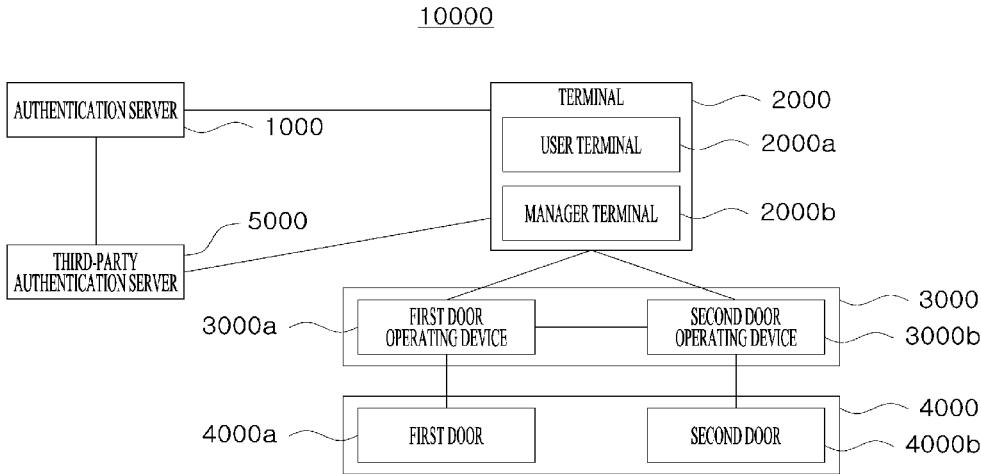 10000
AUTHENTICATION SERVER
1000
TERMINAL
2000
USER TERMINAL
2000a
MANAGER TERMINAL
2000b
5000
THIRD-PARTY
AUTHENTICATION SERVER
3000
3000a
FIRST DOOR
OPERATING DEVICE
SECOND DOOR
OPERATING DEVICE
3000b
4000
4000a
FIRST DOOR
SECOND DOOR
4000b